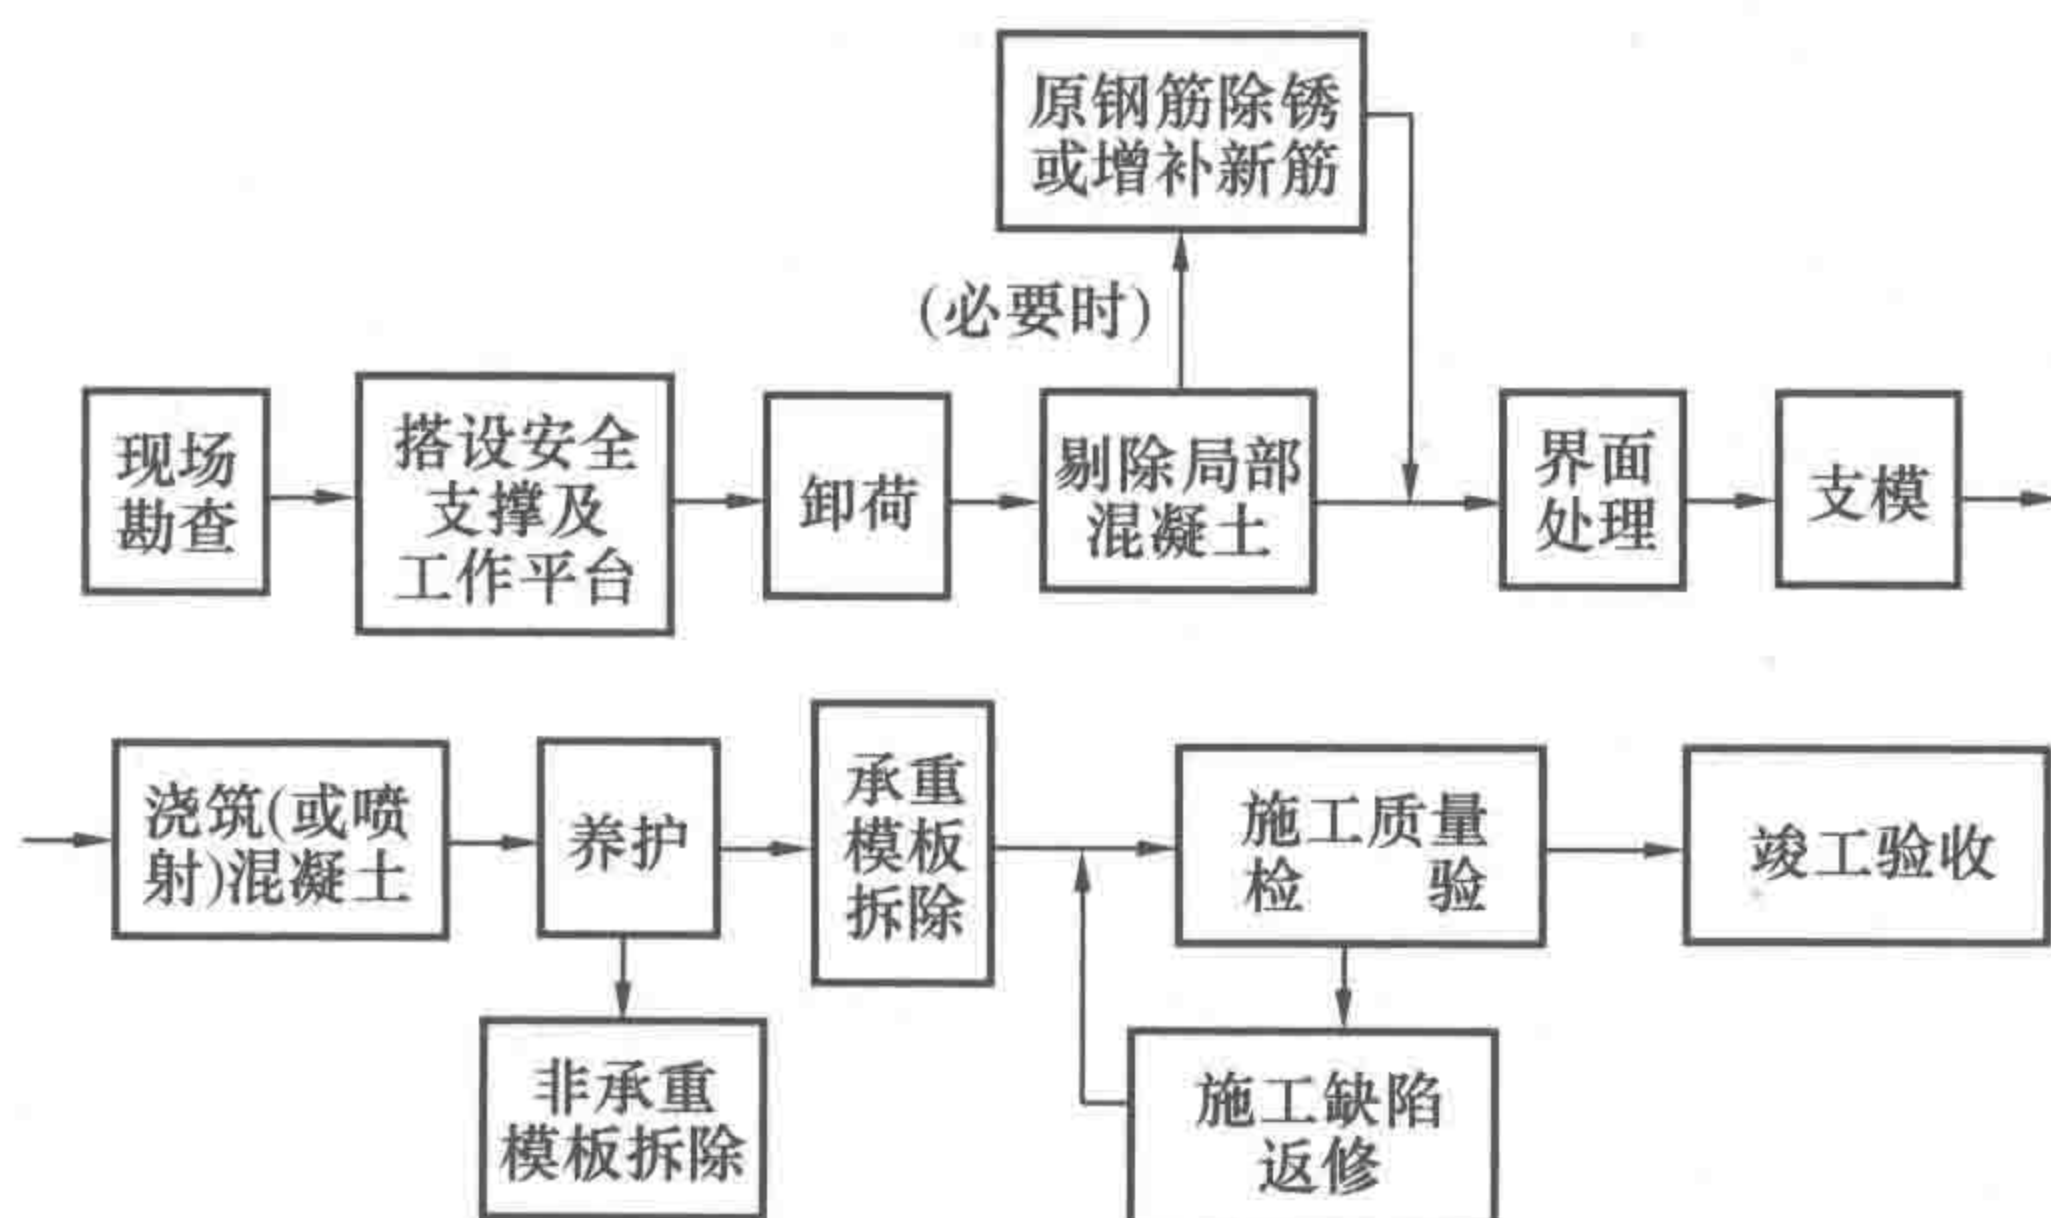 原钢筋除锈
或增补新筋
(必要时)
现场
勘查
搭设安全
支撑及
工作平台
卸荷
剔除局部
混凝土
界面
处理
支模
浇筑(或喷
射)混凝土
养护
承重
模板
拆除
施工质量
检 验
竣工验收
非承重
模板拆除
施工缺陷
返修